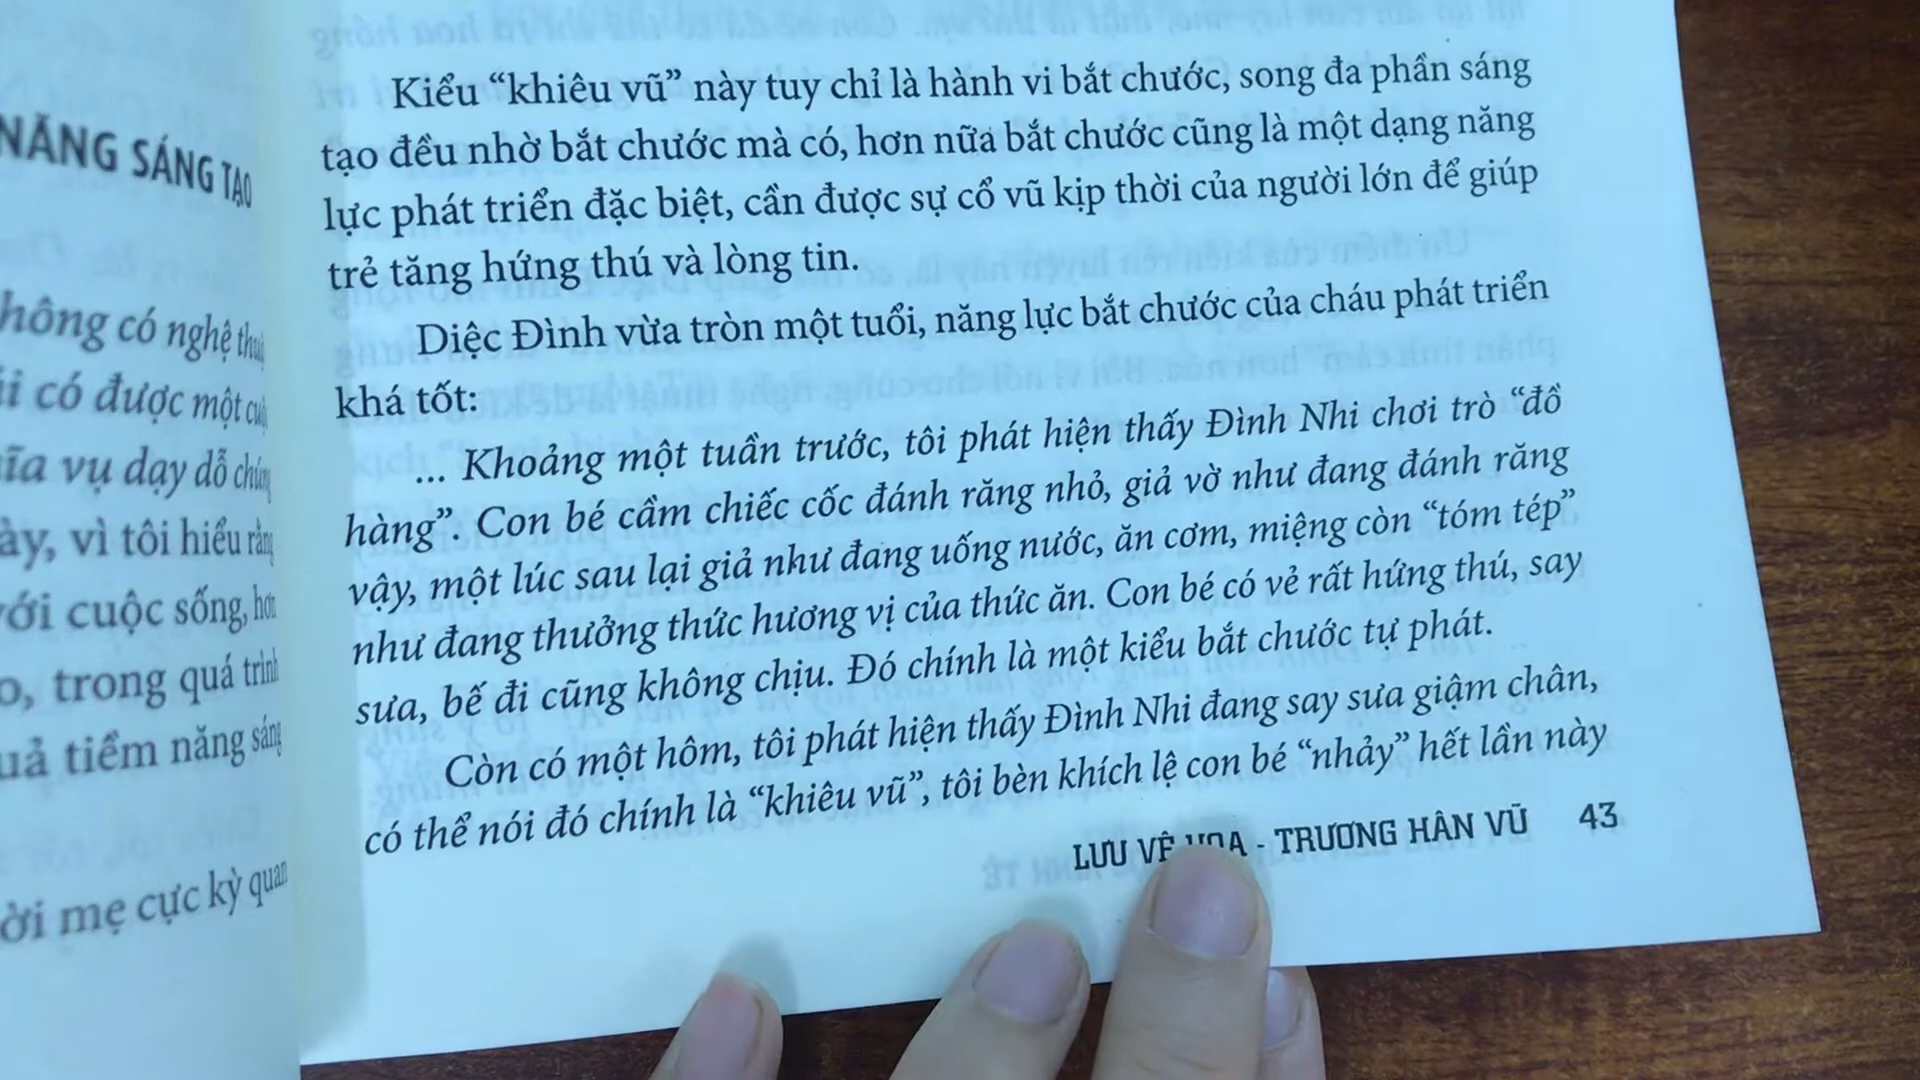 NĂNG SÁNG TẠO
không có nghệ
có được một
vụ dạy dỗ chúng
vì tôi hiểu rằng
với cuộc sống, hơn
trong quá trình
tiềm năng sáng
mẹ cực kỳ quan
Kiểu “khiêu vũ” này tuy chỉ là hành vi bắt chước, song đa phần sáng
tạo đều nhờ bắt chước mà có, hơn nữa bắt chước cũng là một dạng năng
lực phát triển đặc biệt, cần được sự cổ vũ kịp thời của người lớn để giúp
trẻ tăng hứng thú và lòng tin.
Diệc Đình vừa tròn một tuổi, năng lực bắt chước của cháu phát triển
khá tốt:
... Khoảng một tuần trước, tôi phát hiện thấy Đình Nhi chơi trò “đồ
hàng”. Con bé cầm chiếc cốc đánh răng nhỏ, giả vờ như đang đánh răng
vậy, một lúc sau lại giả như đang uống nước, ăn cơm, miệng còn “tóm tép”
như đang thưởng thức hương vị của thức ăn. Con bé có vẻ rất hứng thú, say
sưa, bế đi cũng không chịu. Đó chính là một kiểu bắt chước tự phát.
Còn có một hôm, tôi phát hiện thấy Đình Nhi đang say sưa giậm chân,
có thể nói đó chính là “khiêu vũ”, tôi bèn khích lệ con bé “nhảy” hết lần này
LƯU VỆ HOA - TRƯƠNG HÂN VŨ 43